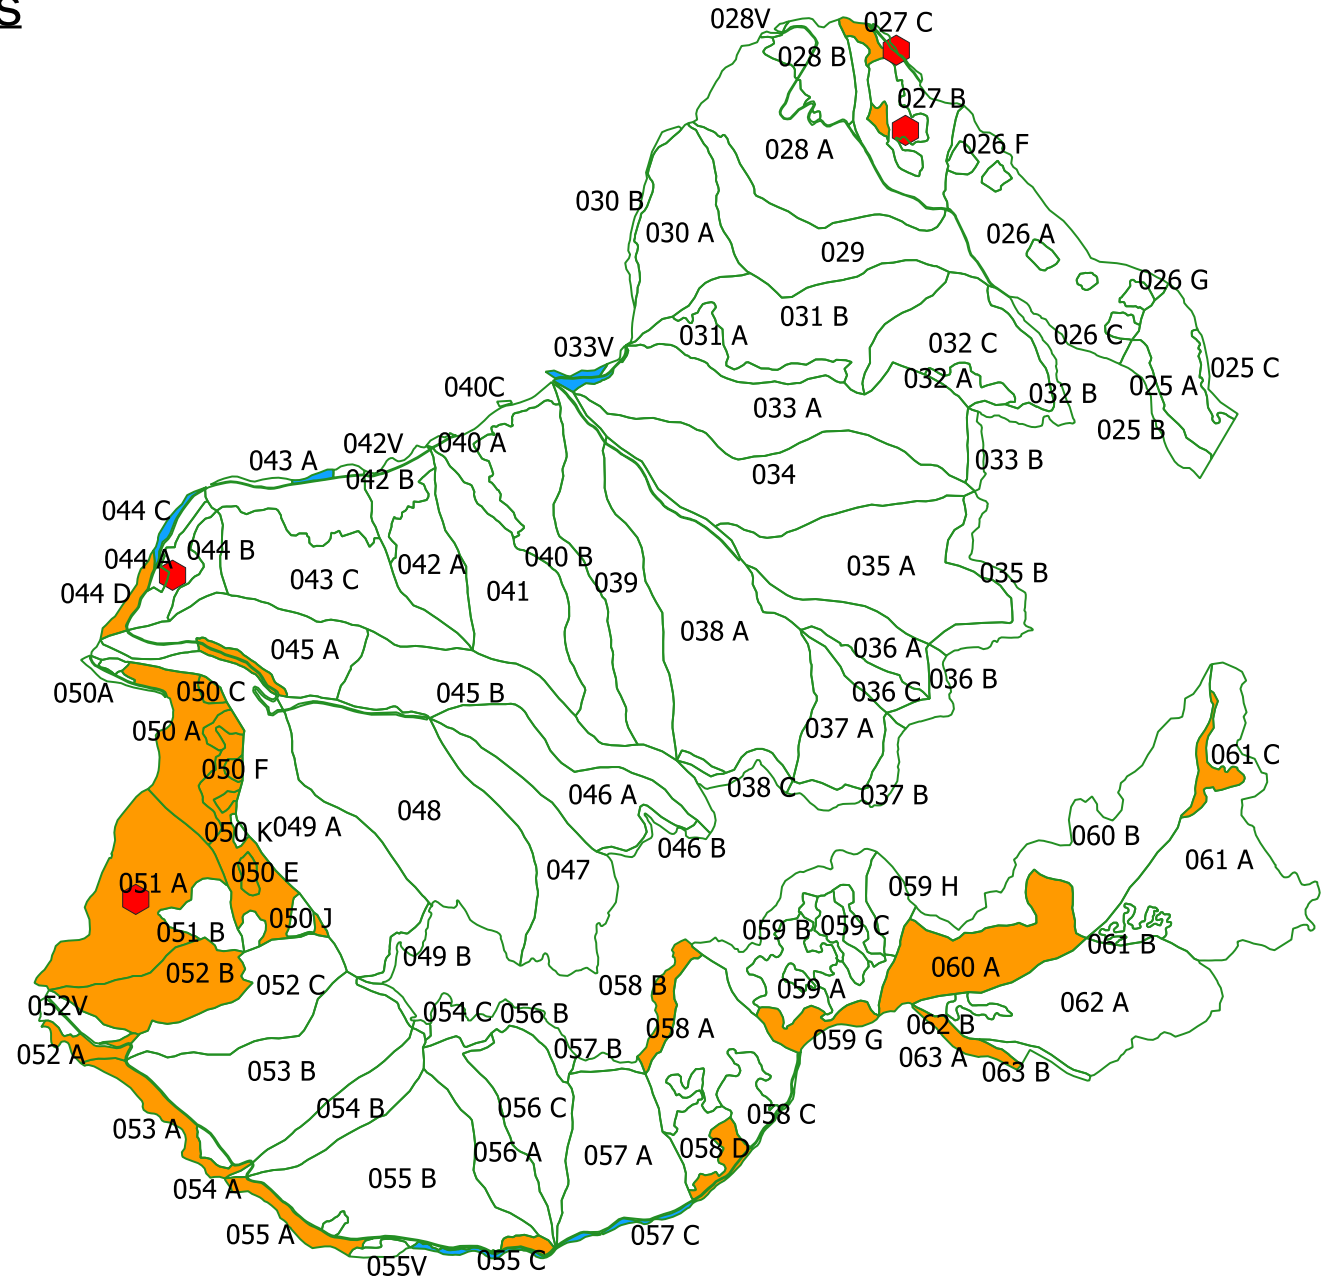 S
028V
027 C
028 B
027 B
028 A
026 F
030 B
030 A
026 A
029
026 G
031 B
031 A
026 C
032 C
033V
025 C
032 A
025 A
040C
032 B
033 A
025 B
042V
040 A
043 A
033 B
034
042 B
044 C
044 B
044 A
040 B
042 A
035 A
035 B
043 C
039
041
044 D
038 A
045 A
036 A
036 B
050A
050 C
045 B
036 C
050 A
037 A
061 C
050 F
038 C
046 A
037 B
048
050 K
049 A
060 B
046 B
061 A
047
050 E
051 A
059 H
050 J
059 B
059 C
051 B
061 B
049 B
060 A
052 B
052 C
058 B
059 A
062 A
052V
054 C
056 B
062 B
058 A
059 G
057 B
052 A
063 A
053 B
063 B
054 B
056 C
058 C
053 A
058 D
056 A
057 A
055 B
054 A
055 A
057 C
055 C
055V